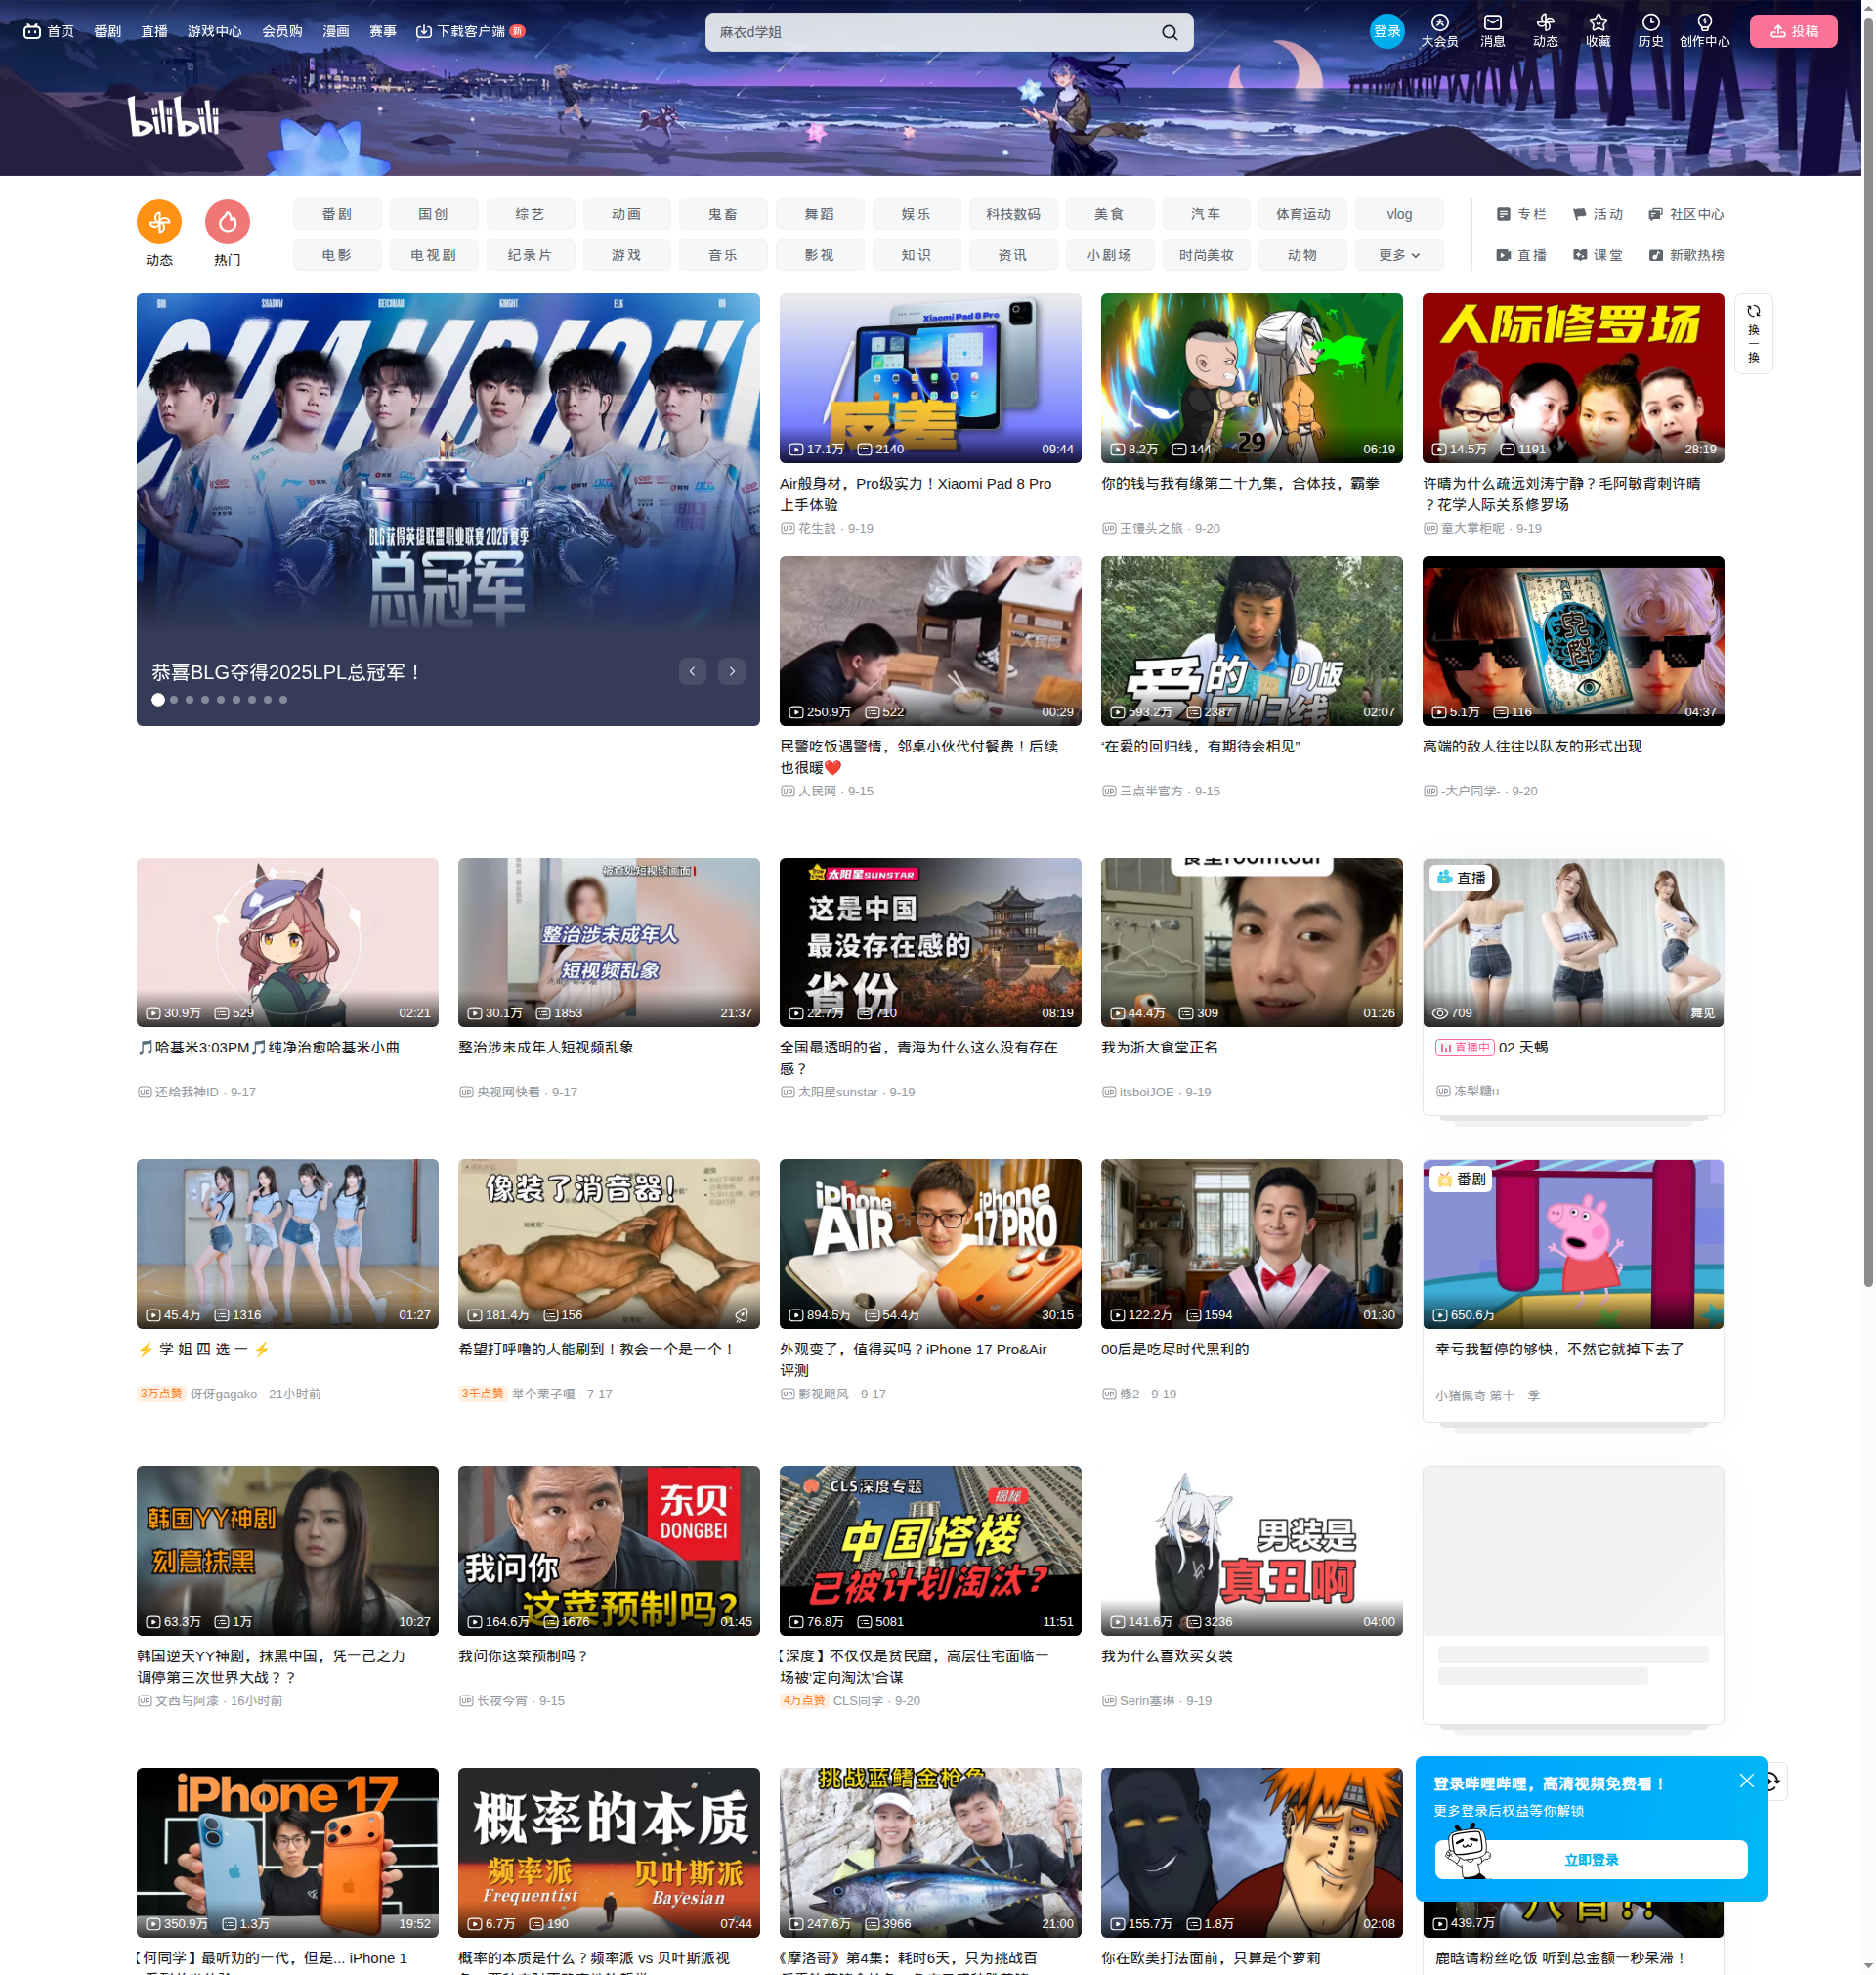 首页 番剧 直播 游戏中心 会员购 漫画 赛事 下载客户端 新
麻衣d学姐
登录 大会员 消息 动态 收藏 历史 创作中心 投稿
bilibili
动态 热门
番剧 国创 综艺 动画 鬼畜 舞蹈 娱乐 科技数码 美食 汽车 体育运动 vlog
电影 电视剧 纪录片 游戏 音乐 影视 知识 资讯 小剧场 时尚美妆 动物 更多
专栏 活动 社区中心
直播 课堂 新歌热榜
BIN SHADOW BEICHUAN KNIGHT ELK ON
CHAMPIONS
BLG获得英雄联盟职业联赛2025赛季
总冠军
恭喜BLG夺得2025LPL总冠军！
Xiaomi Pad 8 Pro
反差
17.1万 2140 09:44
Air般身材，Pro级实力！Xiaomi Pad 8 Pro
上手体验
花生説 · 9-19
29
8.2万 144 06:19
你的钱与我有缘第二十九集，合体技，霸拳
王馒头之旅 · 9-20
人际修罗场
14.5万 1191 28:19
许晴为什么疏远刘涛宁静？毛阿敏背刺许晴
？花学人际关系修罗场
童大掌柜呢 · 9-19
换一换
人民网
250.9万 522 00:29
民警吃饭遇警情，邻桌小伙代付餐费！后续
也很暖❤️
人民网 · 9-15
爱的 DJ版
回归线
593.2万 2387 02:07
“在爱的回归线，有期待会相见”
三点半官方 · 9-15
5.1万 116 04:37
高端的敌人往往以队友的形式出现
-大户同学- · 9-20
30.9万 529 02:21
🎵哈基米3:03PM🎵纯净治愈哈基米小曲
还给我神ID · 9-17
被查处短视频画面
整治涉未成年人
短视频乱象
30.1万 1853 21:37
整治涉未成年人短视频乱象
央视网快看 · 9-17
太阳星SUNSTAR
这是中国
最没存在感的
省份
22.7万 710 08:19
全国最透明的省，青海为什么这么没有存在
感？
太阳星sunstar · 9-19
食堂roomtour
44.4万 309 01:26
我为浙大食堂正名
itsboiJOE · 9-19
直播
709 舞见
直播中 02 天蝎
冻梨糖u
45.4万 1316 01:27
⚡ 学 姐 四 选 一 ⚡
3万点赞 伢伢gagako · 21小时前
像装了消音器！
181.4万 156
希望打呼噜的人能刷到！教会一个是一个！
3千点赞 举个栗子嗄 · 7-17
iPhone AIR iPhone 17 PRO
894.5万 54.4万 30:15
外观变了，值得买吗？iPhone 17 Pro&Air
评测
影视飓风 · 9-17
122.2万 1594 01:30
00后是吃尽时代黑利的
修2 · 9-19
番剧
650.6万
幸亏我暂停的够快，不然它就掉下去了
小猪佩奇 第十一季
韩国YY神剧
刻意抹黑
63.3万 1万 10:27
韩国逆天YY神剧，抹黑中国，凭一己之力
调停第三次世界大战？？
文西与阿漆 · 16小时前
东贝
DONGBEI
我问你
这菜预制吗？
164.6万 1676 01:45
我问你这菜预制吗？
长夜今宵 · 9-15
CLS深度专题
揭秘
中国塔楼
已被计划淘汰？
76.8万 5081 11:51
【深度】不仅仅是贫民窟，高层住宅面临一
场被‘定向淘汰’合谋
4万点赞 CLS同学 · 9-20
男装是
真丑啊
141.6万 3236 04:00
我为什么喜欢买女装
Serin塞琳 · 9-19
iPhone 17
350.9万 1.3万 19:52
【何同学】最听劝的一代，但是... iPhone 1
概率的本质
频率派 贝叶斯派
Frequentist Bayesian
6.7万 190 07:44
概率的本质是什么？频率派 vs 贝叶斯派视
挑战蓝鳍金枪鱼
247.6万 3966 21:00
《摩洛哥》第4集：耗时6天，只为挑战百
155.7万 1.8万 02:08
你在欧美打法面前，只算是个萝莉
登录哔哩哔哩，高清视频免费看！
更多登录后权益等你解锁
立即登录
439.7万
鹿晗请粉丝吃饭 听到总金额一秒呆滞！